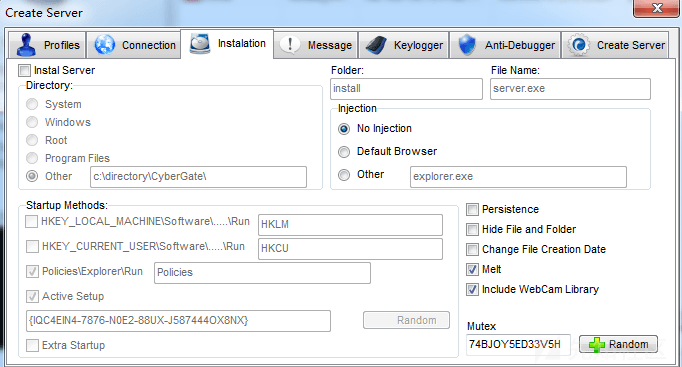 Create Server
Profiles
Connection
Instalation
Message
Keylogger
Anti-Debugger
Create Server
Instal Server
Directory:
System
Windows
Root
Program Files
Other
c:\directory\CyberGate\
Folder:
install
File Name:
server.exe
Injection
No Injection
Default Browser
Other
explorer.exe
Startup Methods:
HKEY_LOCAL_MACHINE\Software\.....\Run
HKLM
HKEY_CURRENT_USER\Software\.....\Run
HKCU
Policies\Explorer\Run
Policies
Active Setup
{IQC4EIN4-7876-N0E2-88UX-J587444OX8NX}
Random
Extra Startup
Persistence
Hide File and Folder
Change File Creation Date
Melt
Include WebCam Library
Mutex
74BJOY5ED33V5H
Random